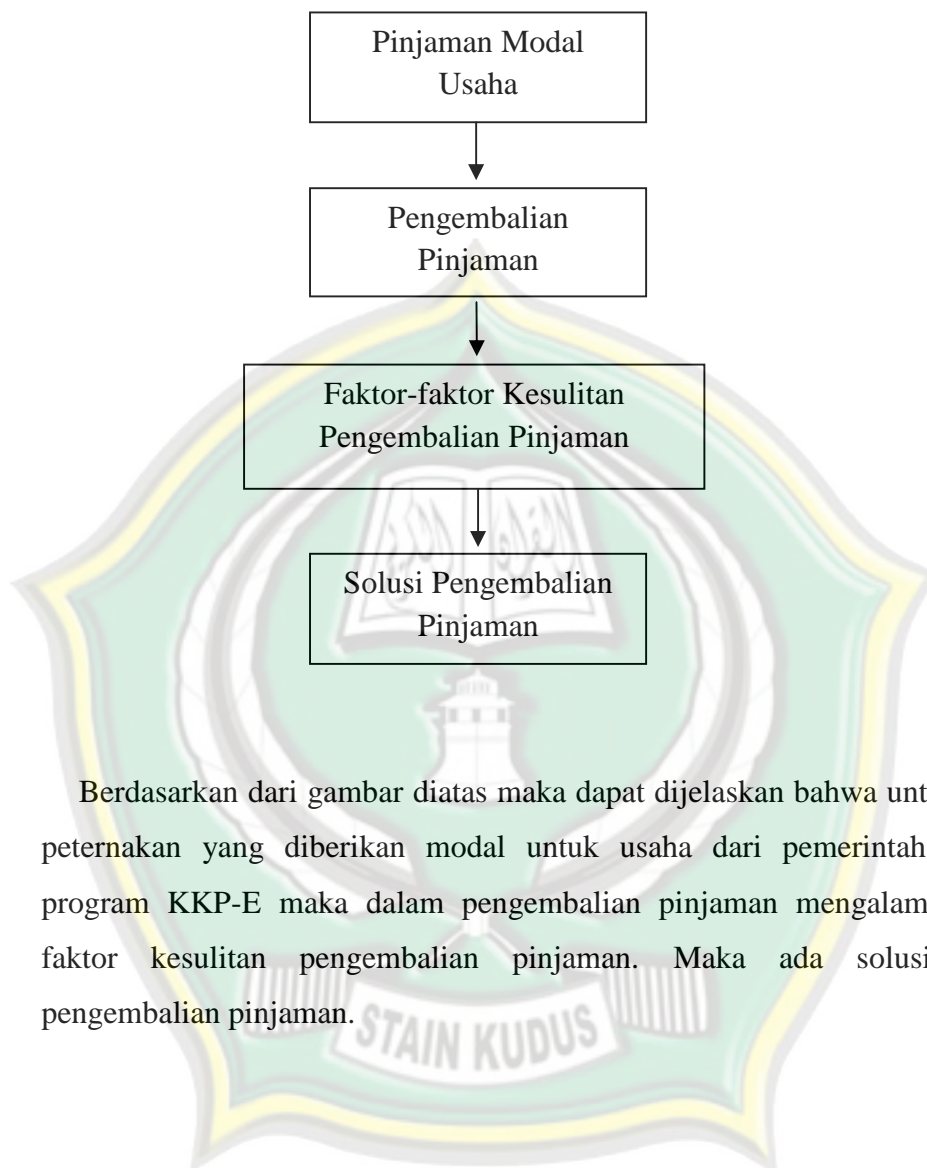 Pinjaman Modal
Usaha
Pengembalian
Pinjaman
Faktor-faktor Kesulitan
Pengembalian Pinjaman
Solusi Pengembalian
Pinjaman
Berdasarkan dari gambar diatas maka dapat dijelaskan bahwa unt
peternakan yang diberikan modal untuk usaha dari pemerintah
program KKP-E maka dalam pengembalian pinjaman mengalam
faktor kesulitan pengembalian pinjaman. Maka ada solusi
pengembalian pinjaman.
STAIN KUDUS